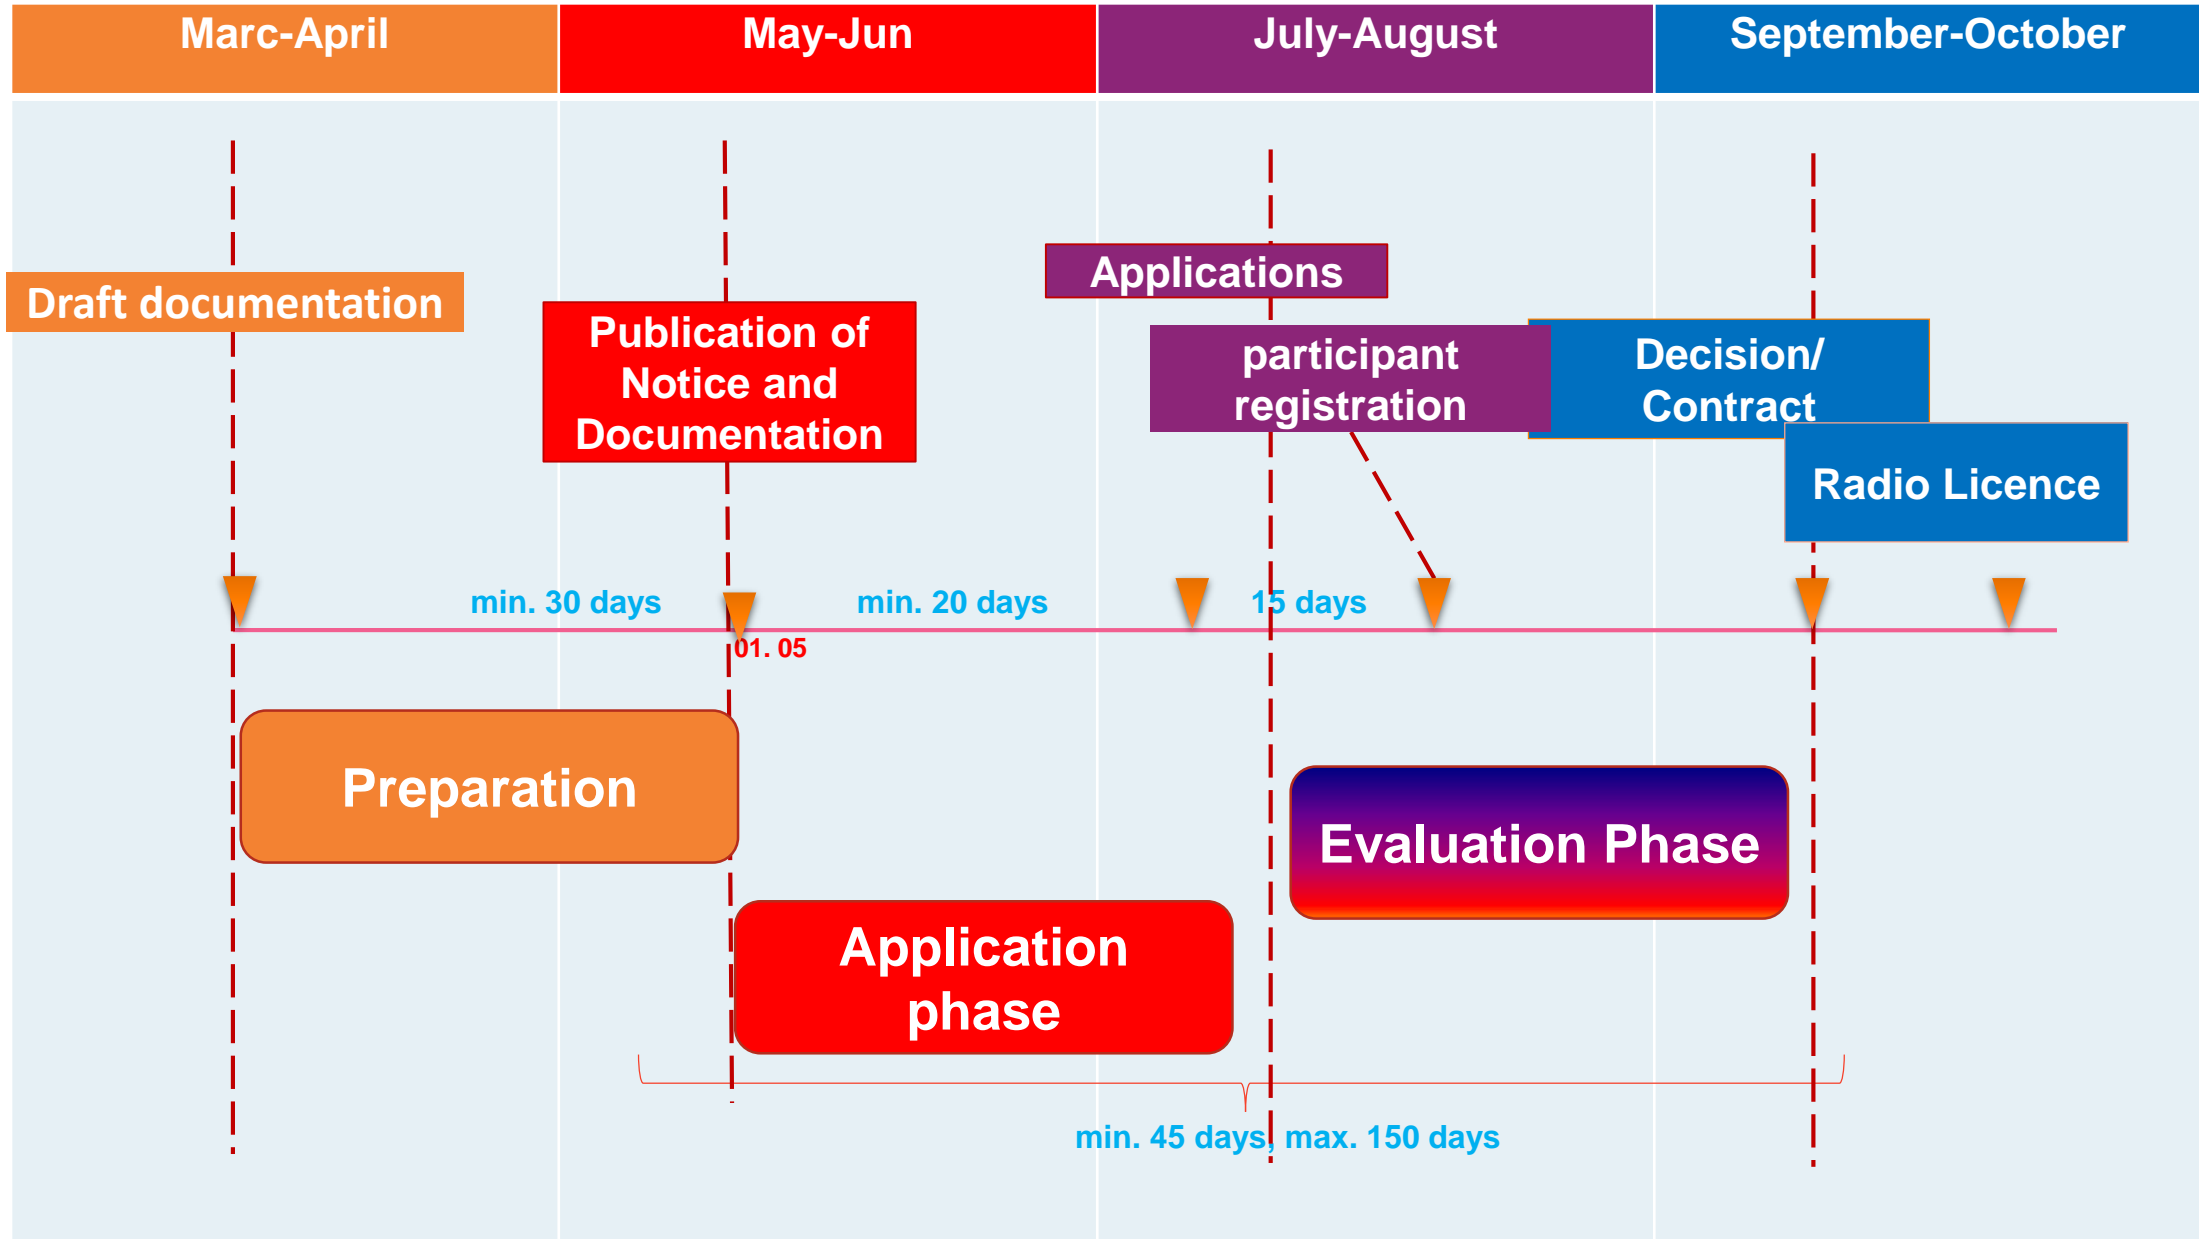 Marc-April
May-Jun
July-August
September-October
Draft documentation
Publication of
Notice and
Documentation
Applications
participant
registration
Decision/
Contract
Radio Licence
min. 30 days
min. 20 days
15 days
01. 05
Preparation
Evaluation Phase
Application
phase
min. 45 days, max. 150 days